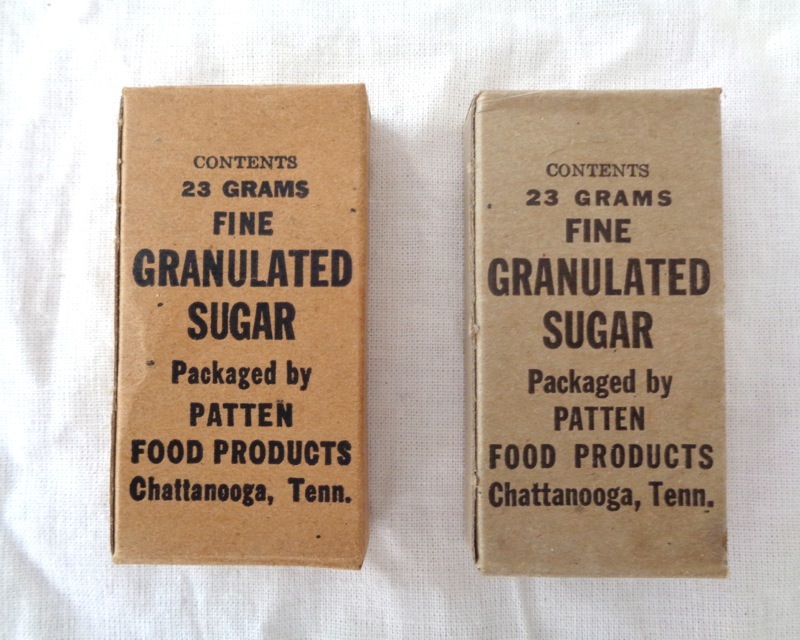 CONTENTS
23 GRAMS
FINE
GRANULATED
SUGAR
Packaged by
PATTEN
FOOD PRODUCTS
Chattanooga, Tenn.
CONTENTS
23 GRAMS
FINE
GRANULATED
SUGAR
Packaged by
PATTEN
FOOD PRODUCTS
Chattanooga, Tenn.